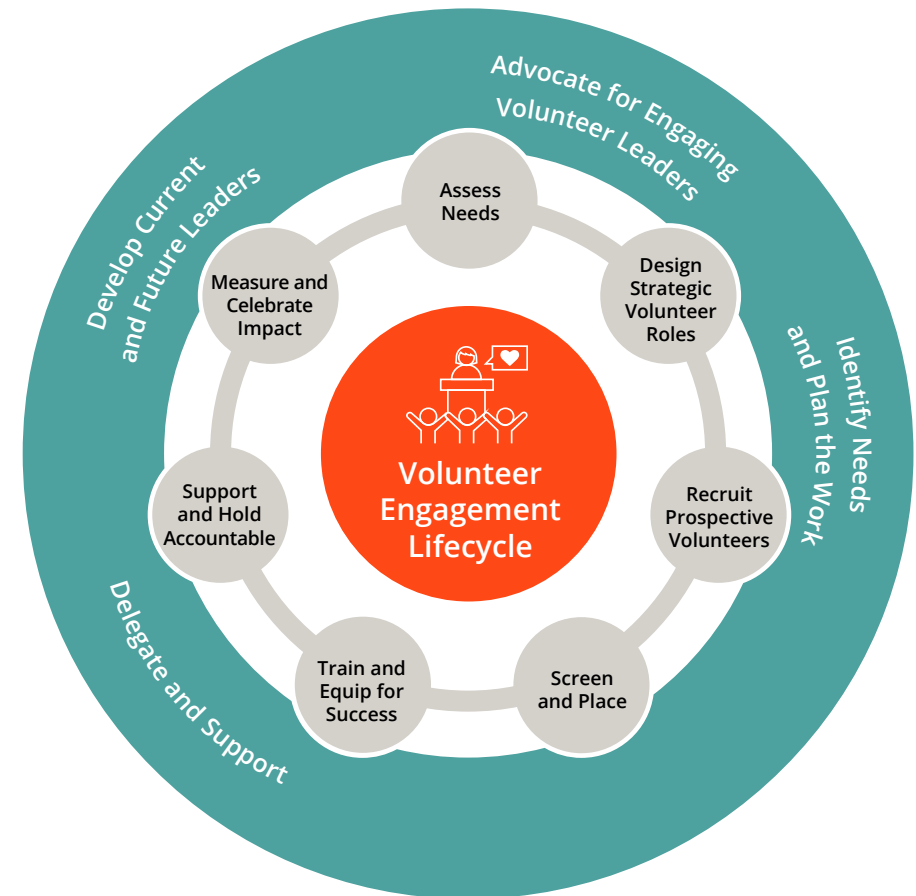 Advocate for Engaging
Volunteer Leaders
Identify Needs
and Plan the Work
Delegate and Support
Develop Current
and Future Leaders
Assess
Needs
Design
Strategic
Volunteer
Roles
Recruit
Prospective
Volunteers
Screen
and Place
Train and
Equip for
Success
Support
and Hold
Accountable
Measure and
Celebrate
Impact
Volunteer
Engagement
Lifecycle